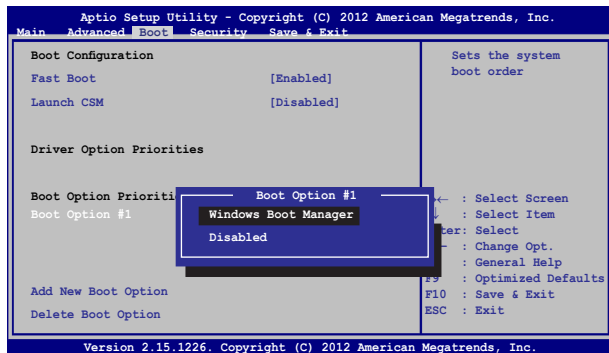 Aptio Setup Utility - Copyright (C) 2012 American Megatrends, Inc.
Main Advanced Boot Security Save & Exit
Boot Configuration
Fast Boot [Enabled]
Launch CSM [Disabled]
Driver Option Priorities
Boot Option
Boot Option #1
Add New Boot Option
Delete Boot Option
Boot Option #1
Windows Boot Manager
Disabled
Sets the system
boot order
← : Select Screen
: Select Item
: Select
: Change Opt.
: General Help
F9 : Optimized Defaults
F10 : Save & Exit
ESC : Exit
Version 2.15.1226. Copyright (C) 2012 American Megatrends, Inc.